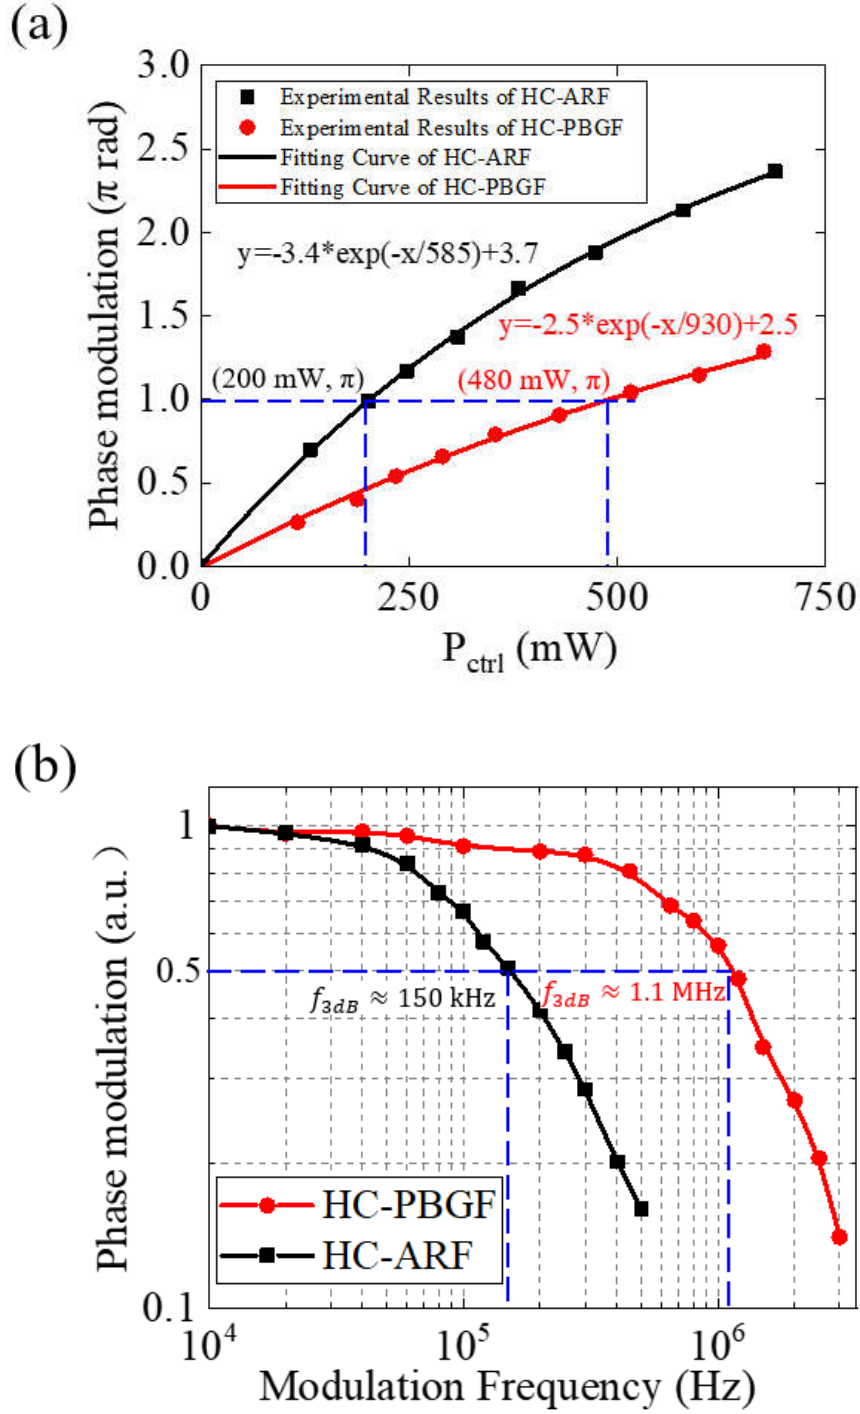 (a)
3.0
2.5
2.0
1.5
1.0
0.5
0.0
Phase modulation (π rad)
Experimental Results of HC-ARF
Experimental Results of HC-PBGF
Fitting Curve of HC-ARF
Fitting Curve of HC-PBGF
y=-3.4*exp(-x/585)+3.7
y=-2.5*exp(-x/930)+2.5
(200 mW, π)
(480 mW, π)
0
250
500
750
P_ctrl (mW)
(b)
1
0.5
0.1
Phase modulation (a.u.)
f_3dB ≈ 150 kHz
f_3dB ≈ 1.1 MHz
HC-PBGF
HC-ARF
10^4
10^5
10^6
Modulation Frequency (Hz)